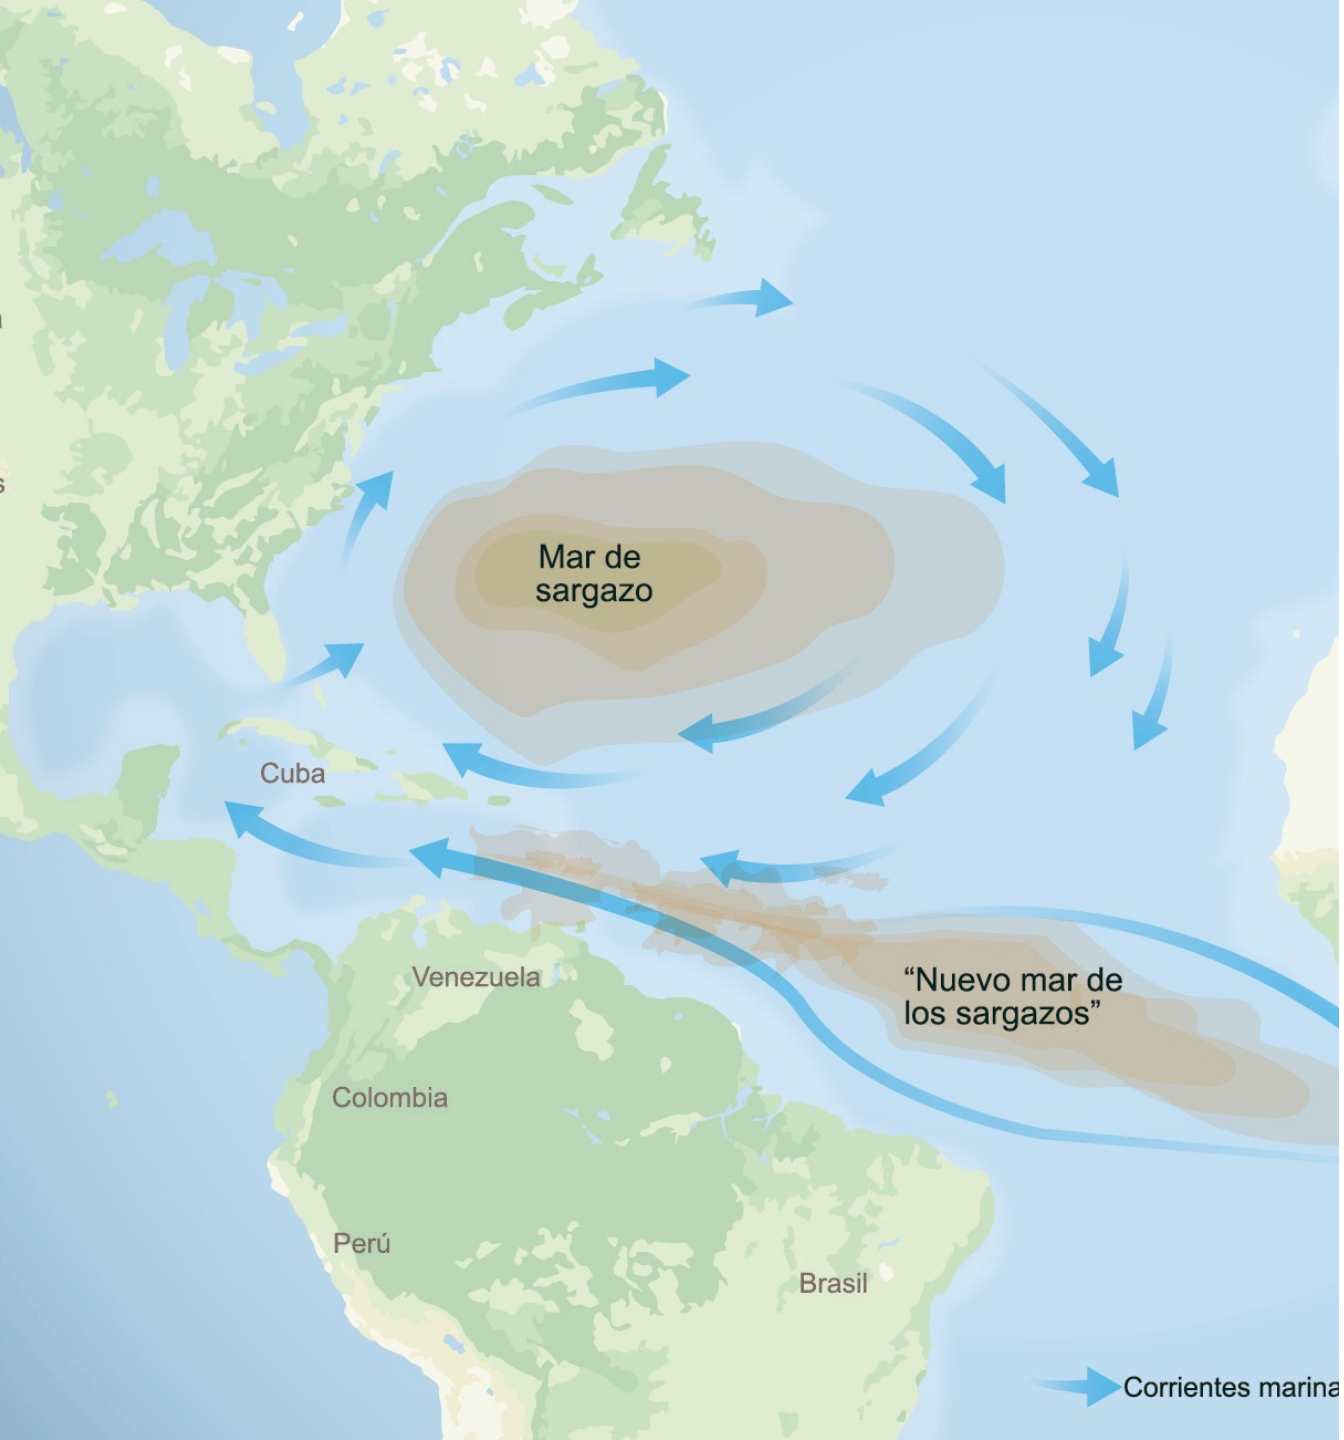 Mar de
sargazo
Cuba
“Nuevo mar de
los sargazos”
Venezuela
Colombia
Perú
Brasil
Corrientes marina